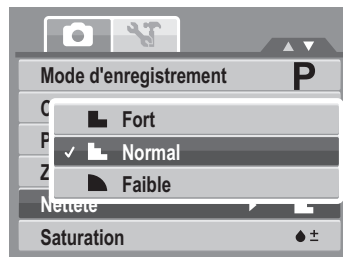 Mode d'enregistrement P
C
Fort
P
Normal
Z
Faible
Netteté
Saturation